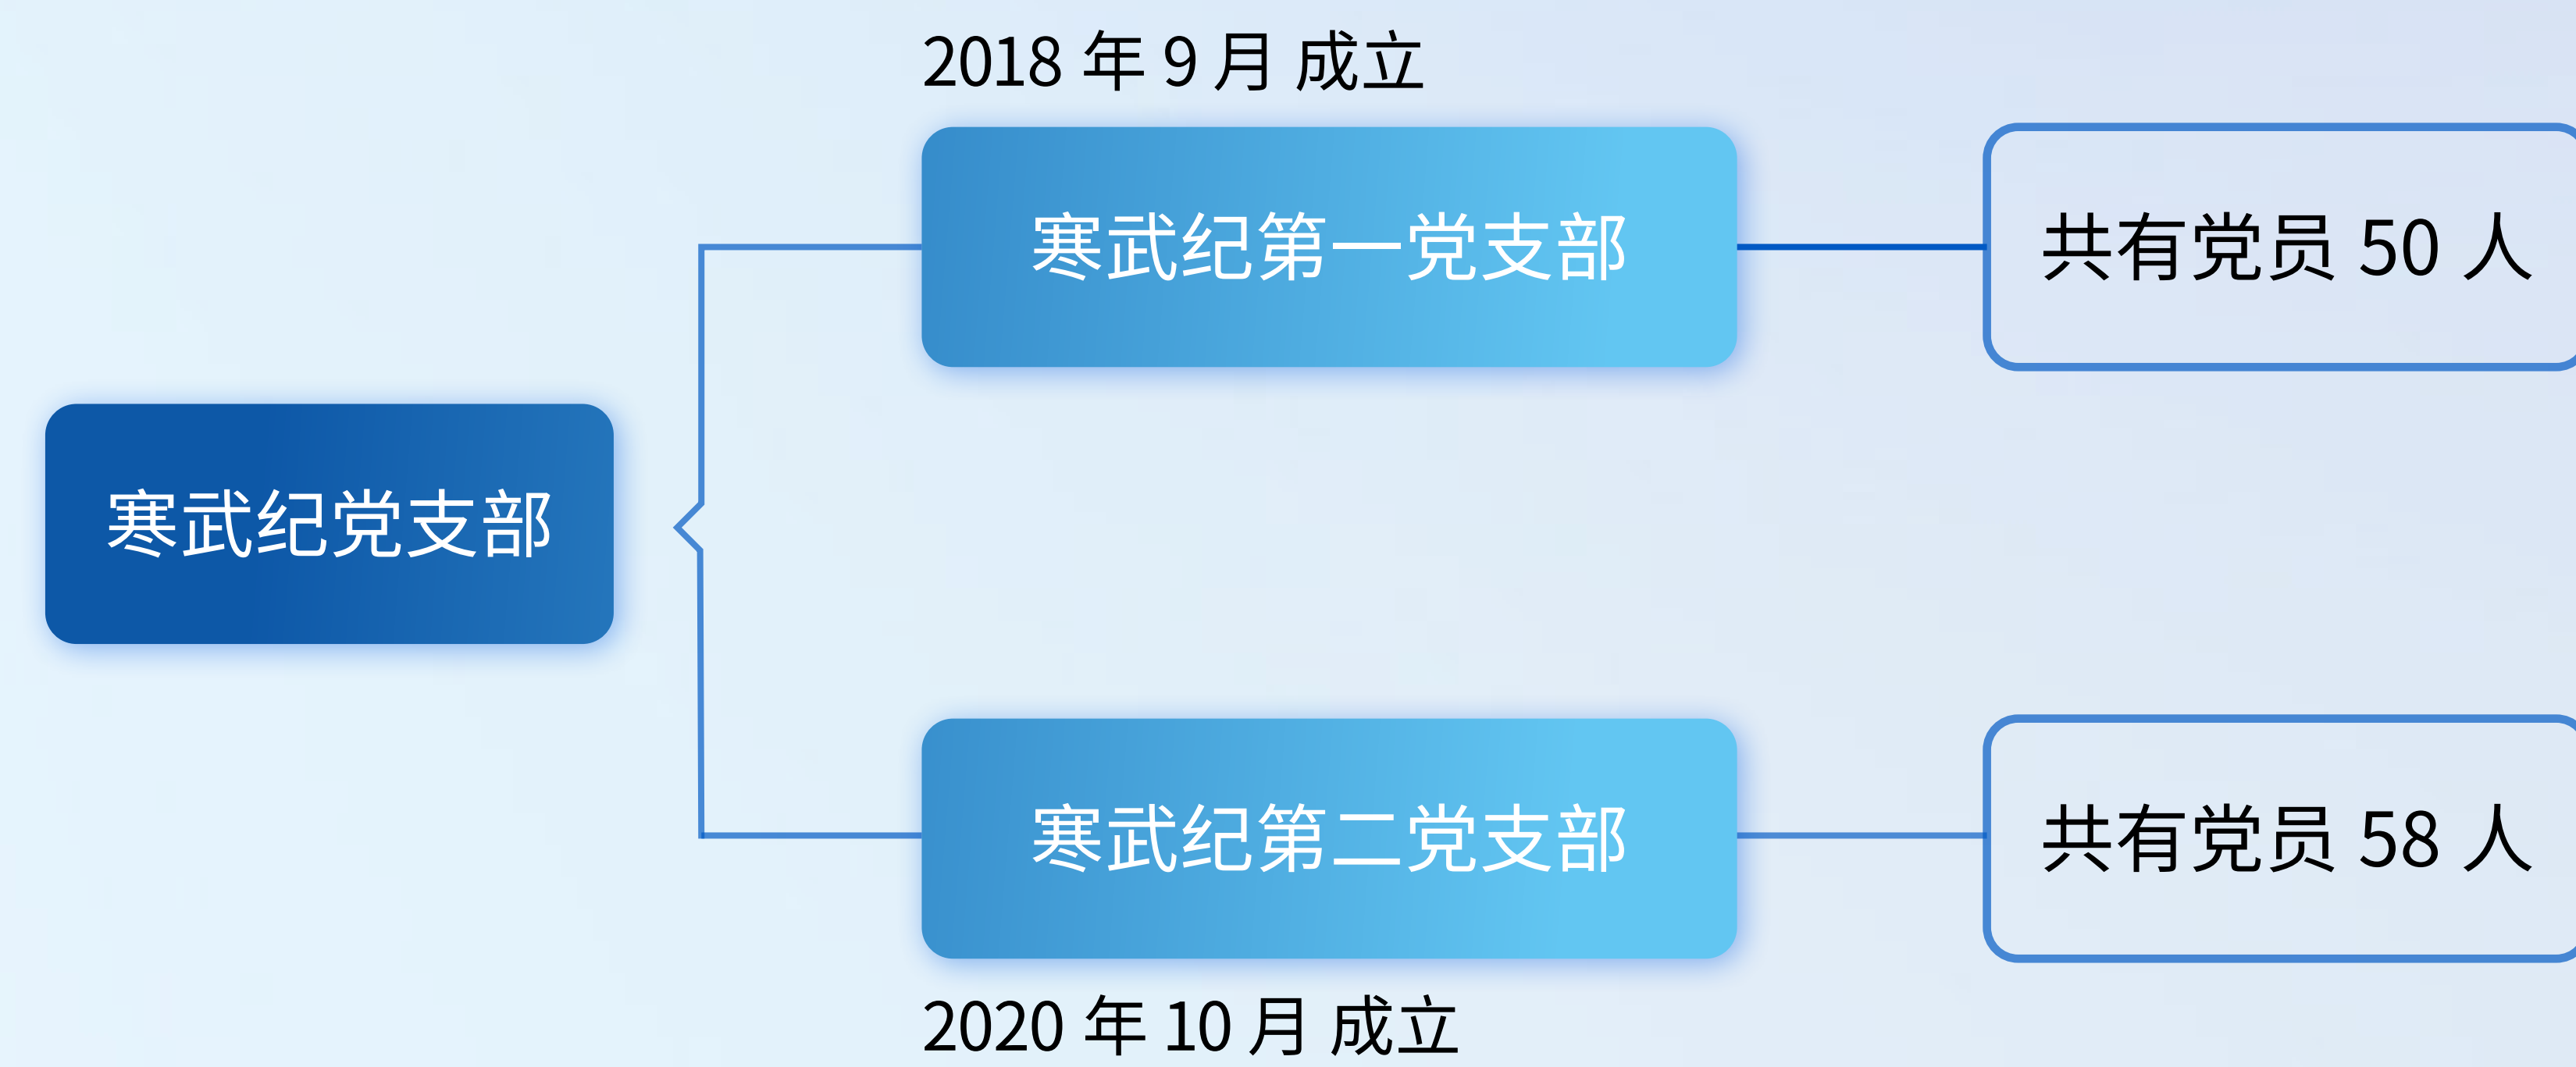 2018 年 9 月 成立
寒武纪第一党支部
共有党员 50 人
寒武纪党支部
寒武纪第二党支部
共有党员 58 人
2020 年 10 月 成立